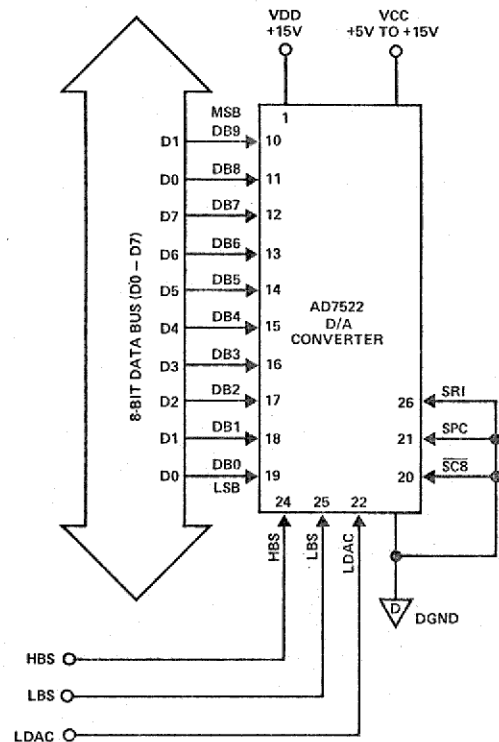 VDD
+15V
VCC
+5V TO +15V
8-BIT DATA BUS (D0 – D7)
MSB
D1 DB9 10
D0 DB8 11
D7 DB7 12
D6 DB6 13
D5 DB5 14
D4 DB4 15
D3 DB3 16
D2 DB2 17
D1 DB1 18
D0 DB0 19
LSB
1
AD7522
D/A
CONVERTER
26 SRI
21 SPC
20 SC8
24 25 22
HBS
LBS
LDAC
D
DGND
HBS
LBS
LDAC